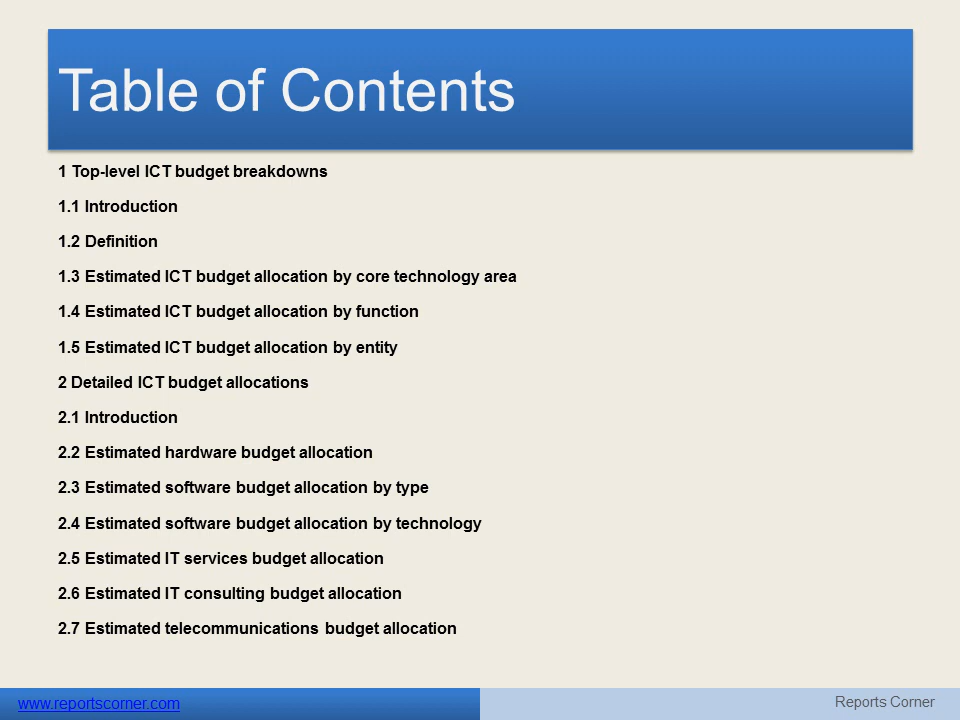 Table of Contents
1 Top-level ICT budget breakdowns
1.1 Introduction
1.2 Definition
1.3 Estimated ICT budget allocation by core technology area
1.4 Estimated ICT budget allocation by function
1.5 Estimated ICT budget allocation by entity
2 Detailed ICT budget allocations
2.1 Introduction
2.2 Estimated hardware budget allocation
2.3 Estimated software budget allocation by type
2.4 Estimated software budget allocation by technology
2.5 Estimated IT services budget allocation
2.6 Estimated IT consulting budget allocation
2.7 Estimated telecommunications budget allocation
www.reportscorner.com
Reports Corner